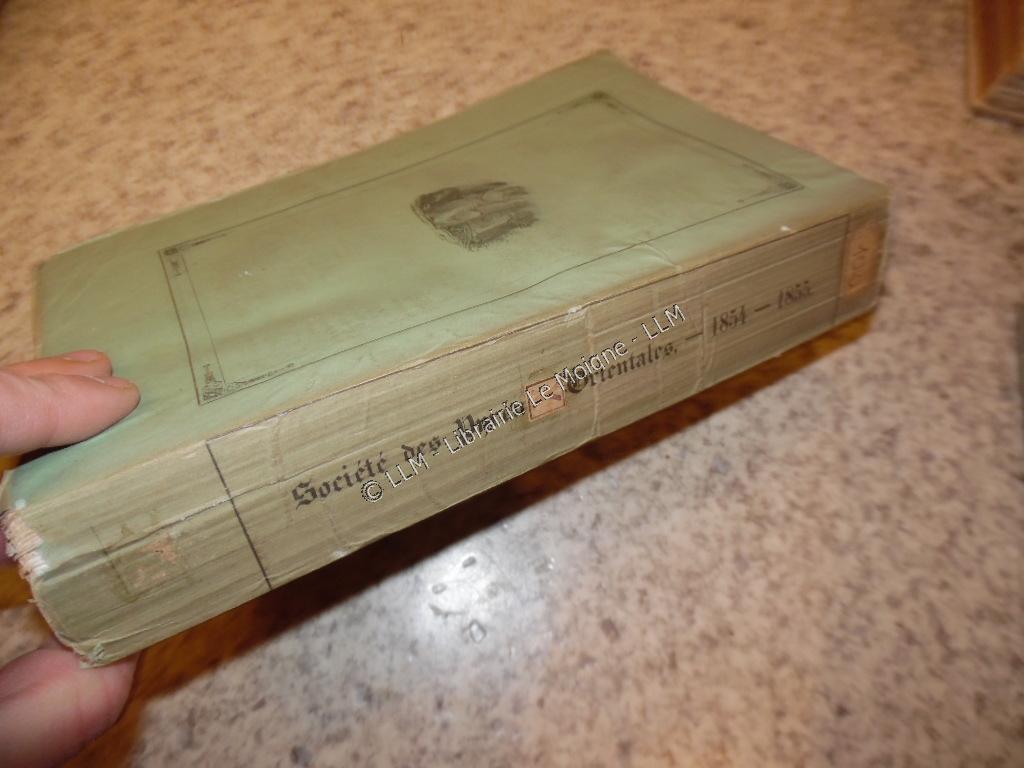 Société des Orientales. — 1854 — 1855.
© LLM - Librairie Le Moigne - LLM